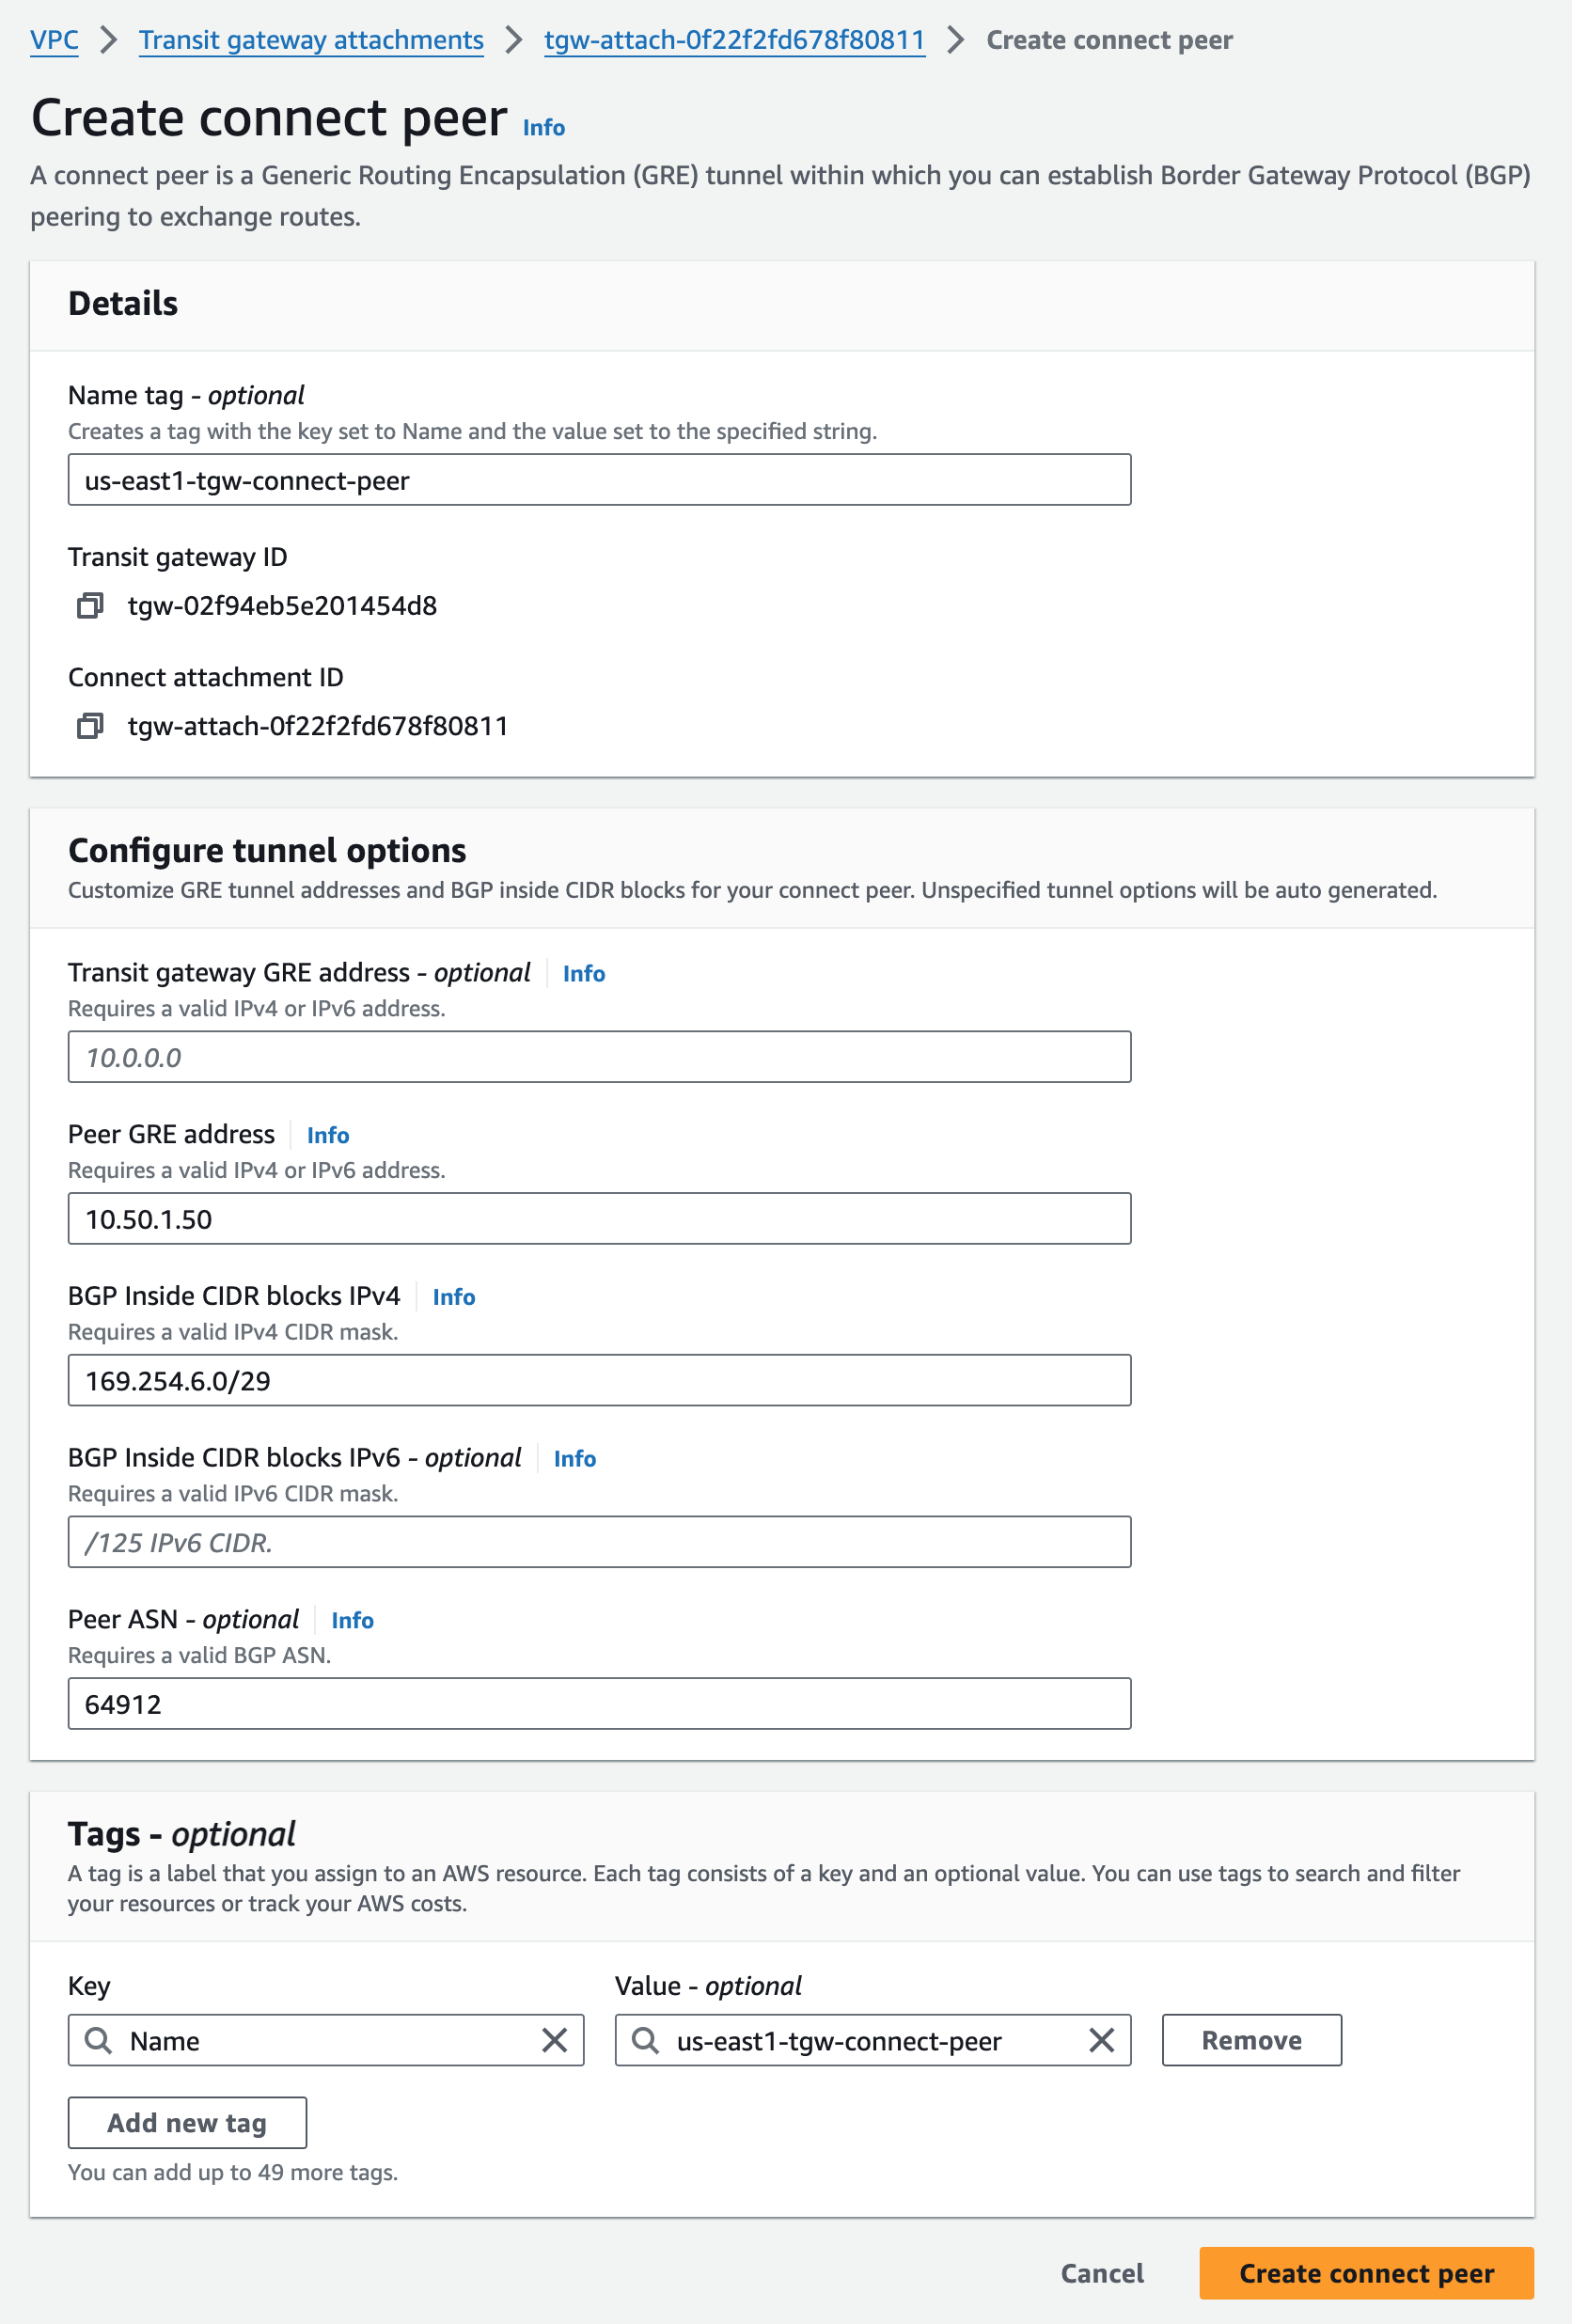 VPC > Transit gateway attachments > tgw-attach-0f22f2fd678f80811 > Create connect peer
Create connect peer Info
A connect peer is a Generic Routing Encapsulation (GRE) tunnel within which you can establish Border Gateway Protocol (BGP)
peering to exchange routes.
Details
Name tag - optional
Creates a tag with the key set to Name and the value set to the specified string.
us-east1-tgw-connect-peer
Transit gateway ID
tgw-02f94eb5e201454d8
Connect attachment ID
tgw-attach-0f22f2fd678f80811
Configure tunnel options
Customize GRE tunnel addresses and BGP inside CIDR blocks for your connect peer. Unspecified tunnel options will be auto generated.
Transit gateway GRE address - optional Info
Requires a valid IPv4 or IPv6 address.
10.0.0.0
Peer GRE address Info
Requires a valid IPv4 or IPv6 address.
10.50.1.50
BGP Inside CIDR blocks IPv4 Info
Requires a valid IPv4 CIDR mask.
169.254.6.0/29
BGP Inside CIDR blocks IPv6 - optional Info
Requires a valid IPv6 CIDR mask.
/125 IPv6 CIDR.
Peer ASN - optional Info
Requires a valid BGP ASN.
64912
Tags - optional
A tag is a label that you assign to an AWS resource. Each tag consists of a key and an optional value. You can use tags to search and filter
your resources or track your AWS costs.
Key Value - optional
Name us-east1-tgw-connect-peer Remove
Add new tag
You can add up to 49 more tags.
Cancel Create connect peer